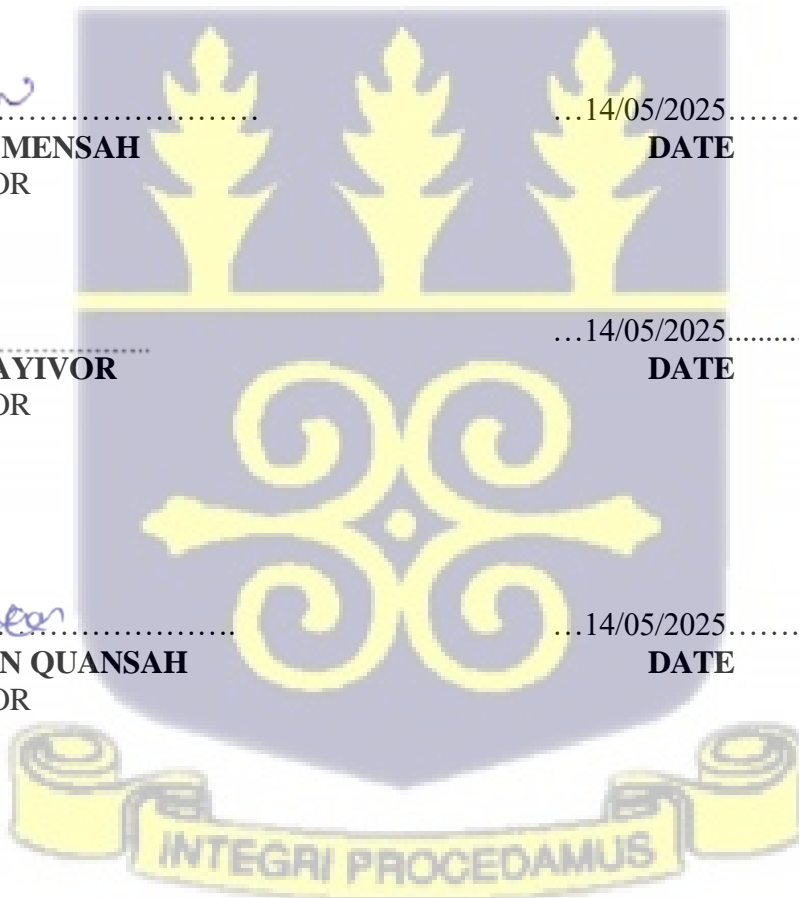 ……………………. …14/05/2025……
MENSAH DATE
OR
…14/05/2025.........
AYIVOR DATE
OR
………………….. …14/05/2025……
N QUANSAH DATE
OR
INTEGRI PROCEDAMUS